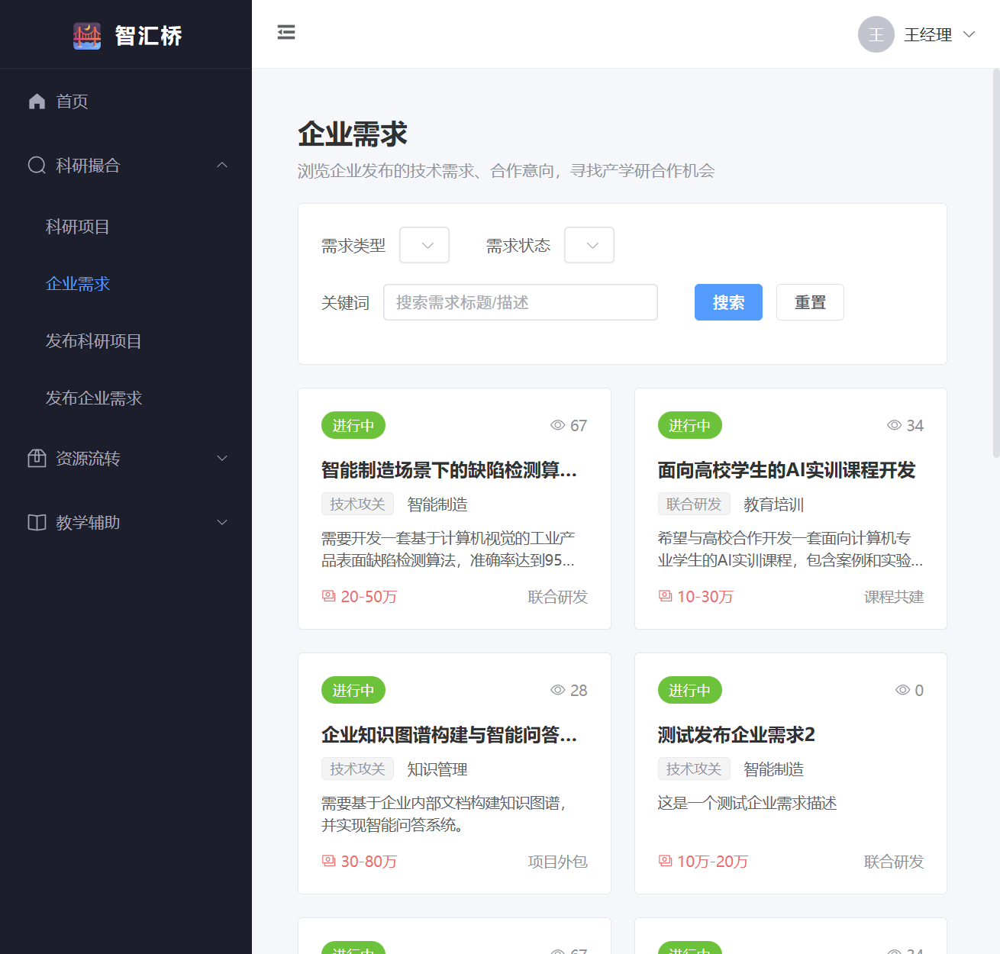 智汇桥
王
王经理
首页
科研撮合
科研项目
企业需求
发布科研项目
发布企业需求
资源流转
教学辅助
企业需求
浏览企业发布的技术需求、合作意向，寻找产学研合作机会
需求类型
需求状态
关键词
搜索需求标题/描述
搜索
重置
进行中
67
智能制造场景下的缺陷检测算...
技术攻关
智能制造
需要开发一套基于计算机视觉的工业产
品表面缺陷检测算法，准确率达到95...
20-50万
联合研发
进行中
34
面向高校学生的AI实训课程开发
联合研发
教育培训
希望与高校合作开发一套面向计算机专
业学生的AI实训课程，包含案例和实验...
10-30万
课程共建
进行中
28
企业知识图谱构建与智能问答...
技术攻关
知识管理
需要基于企业内部文档构建知识图谱，
并实现智能问答系统。
30-80万
项目外包
进行中
0
测试发布企业需求2
技术攻关
智能制造
这是一个测试企业需求描述
10万-20万
联合研发
进行中
67
进行中
34